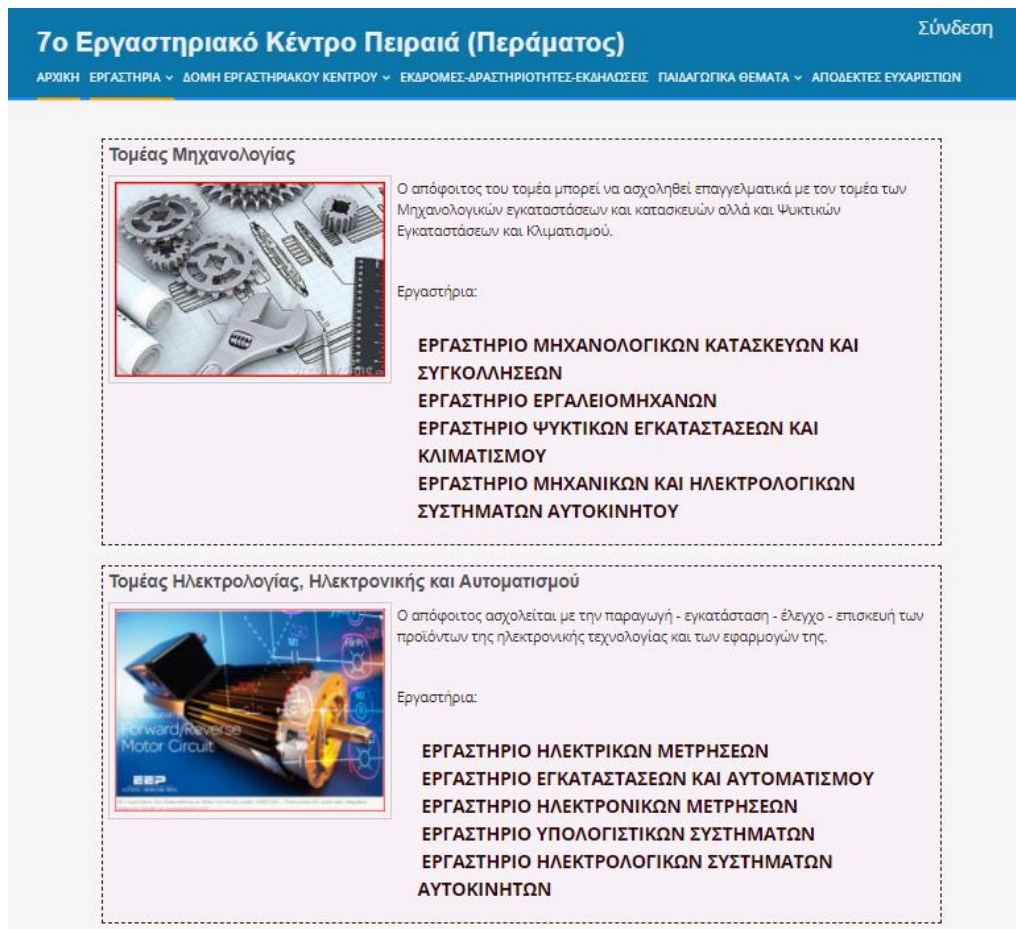 Σύνδεση
7ο Εργαστηριακό Κέντρο Πειραιά (Περάματος)
ΑΡΧΙΚΗ ΕΡΓΑΣΤΗΡΙΑ ΔΟΜΗ ΕΡΓΑΣΤΗΡΙΑΚΟΥ ΚΕΝΤΡΟΥ ΕΚΔΡΟΜΕΣ-ΔΡΑΣΤΗΡΙΟΤΗΤΕΣ-ΕΚΔΗΛΩΣΕΙΣ ΠΑΙΔΑΓΩΓΙΚΑ ΘΕΜΑΤΑ ΑΠΟΔΕΚΤΕΣ ΕΥΧΑΡΙΣΤΙΩΝ
Τομέας Μηχανολογίας
Ο απόφοιτος του τομέα μπορεί να ασχοληθεί επαγγελματικά με τον τομέα των
Μηχανολογικών εγκαταστάσεων και κατασκευών αλλά και Ψυκτικών
Εγκαταστάσεων και Κλιματισμού.
Εργαστήρια:
ΕΡΓΑΣΤΗΡΙΟ ΜΗΧΑΝΟΛΟΓΙΚΩΝ ΚΑΤΑΣΚΕΥΩΝ ΚΑΙ
ΣΥΓΚΟΛΛΗΣΕΩΝ
ΕΡΓΑΣΤΗΡΙΟ ΕΡΓΑΛΕΙΟΜΗΧΑΝΩΝ
ΕΡΓΑΣΤΗΡΙΟ ΨΥΚΤΙΚΩΝ ΕΓΚΑΤΑΣΤΑΣΕΩΝ ΚΑΙ
ΚΛΙΜΑΤΙΣΜΟΥ
ΕΡΓΑΣΤΗΡΙΟ ΜΗΧΑΝΙΚΩΝ ΚΑΙ ΗΛΕΚΤΡΟΛΟΓΙΚΩΝ
ΣΥΣΤΗΜΑΤΩΝ ΑΥΤΟΚΙΝΗΤΟΥ
Τομέας Ηλεκτρολογίας, Ηλεκτρονικής και Αυτοματισμού
Ο απόφοιτος ασχολείται με την παραγωγή - εγκατάσταση - έλεγχο - επισκευή των
προϊόντων της ηλεκτρονικής τεχνολογίας και των εφαρμογών της.
Forward/Reverse
Motor Circuit
EEP
Εργαστήρια:
ΕΡΓΑΣΤΗΡΙΟ ΗΛΕΚΤΡΙΚΩΝ ΜΕΤΡΗΣΕΩΝ
ΕΡΓΑΣΤΗΡΙΟ ΕΓΚΑΤΑΣΤΑΣΕΩΝ ΚΑΙ ΑΥΤΟΜΑΤΙΣΜΟΥ
ΕΡΓΑΣΤΗΡΙΟ ΗΛΕΚΤΡΟΝΙΚΩΝ ΜΕΤΡΗΣΕΩΝ
ΕΡΓΑΣΤΗΡΙΟ ΥΠΟΛΟΓΙΣΤΙΚΩΝ ΣΥΣΤΗΜΑΤΩΝ
ΕΡΓΑΣΤΗΡΙΟ ΗΛΕΚΤΡΟΛΟΓΙΚΩΝ ΣΥΣΤΗΜΑΤΩΝ
ΑΥΤΟΚΙΝΗΤΩΝ